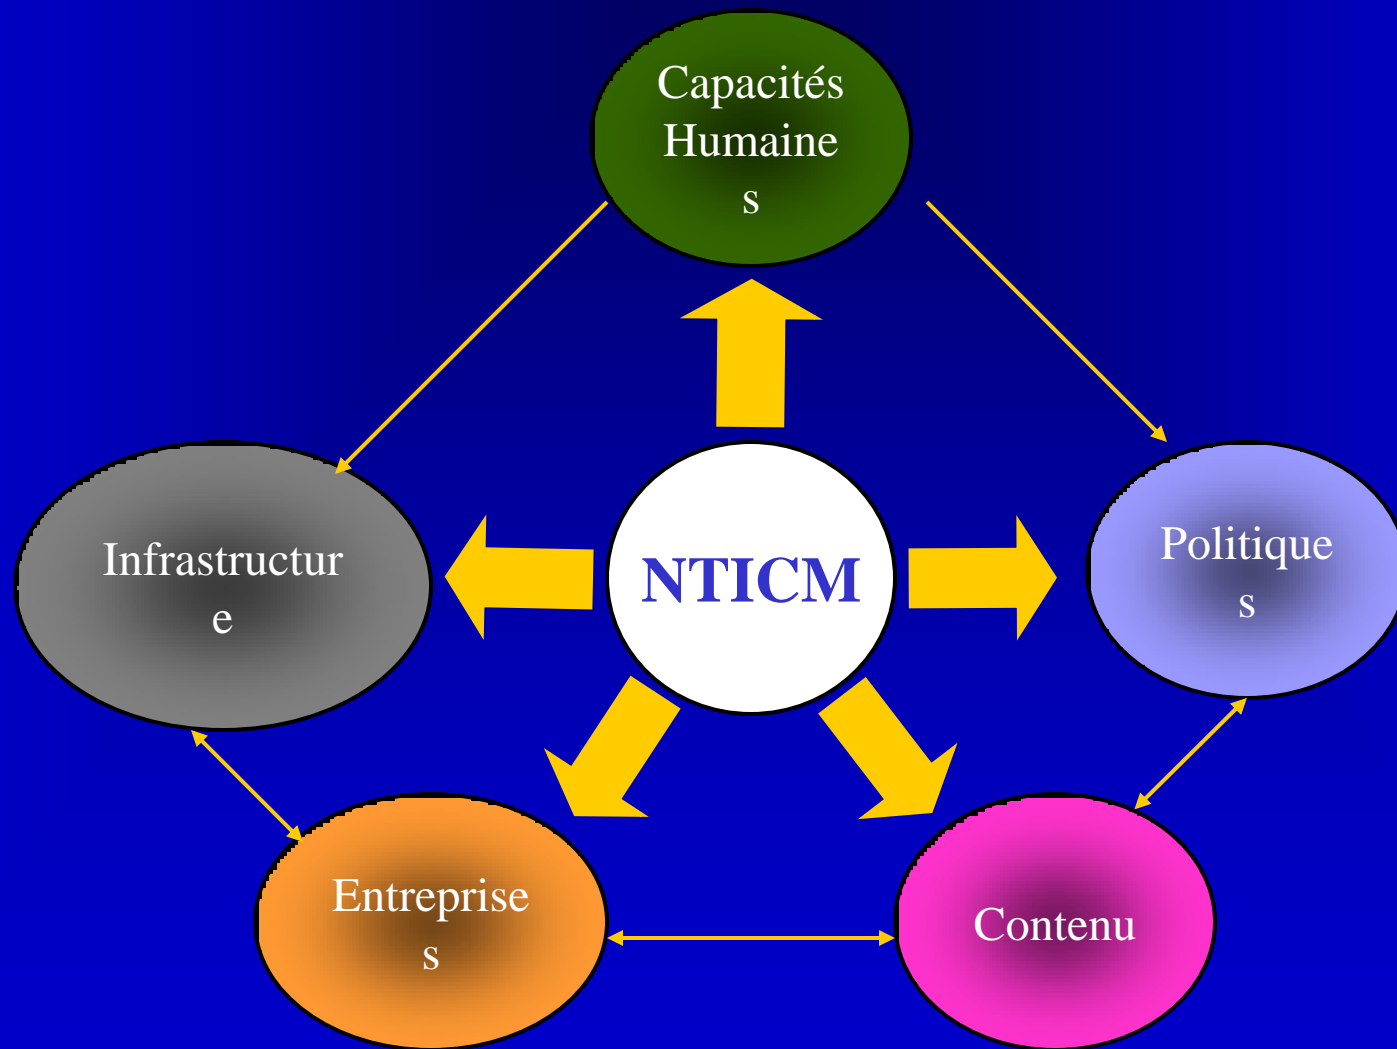 Capacités
Humaine
s
Infrastructur
e
NTICM
Politique
s
Entreprise
s
Contenu